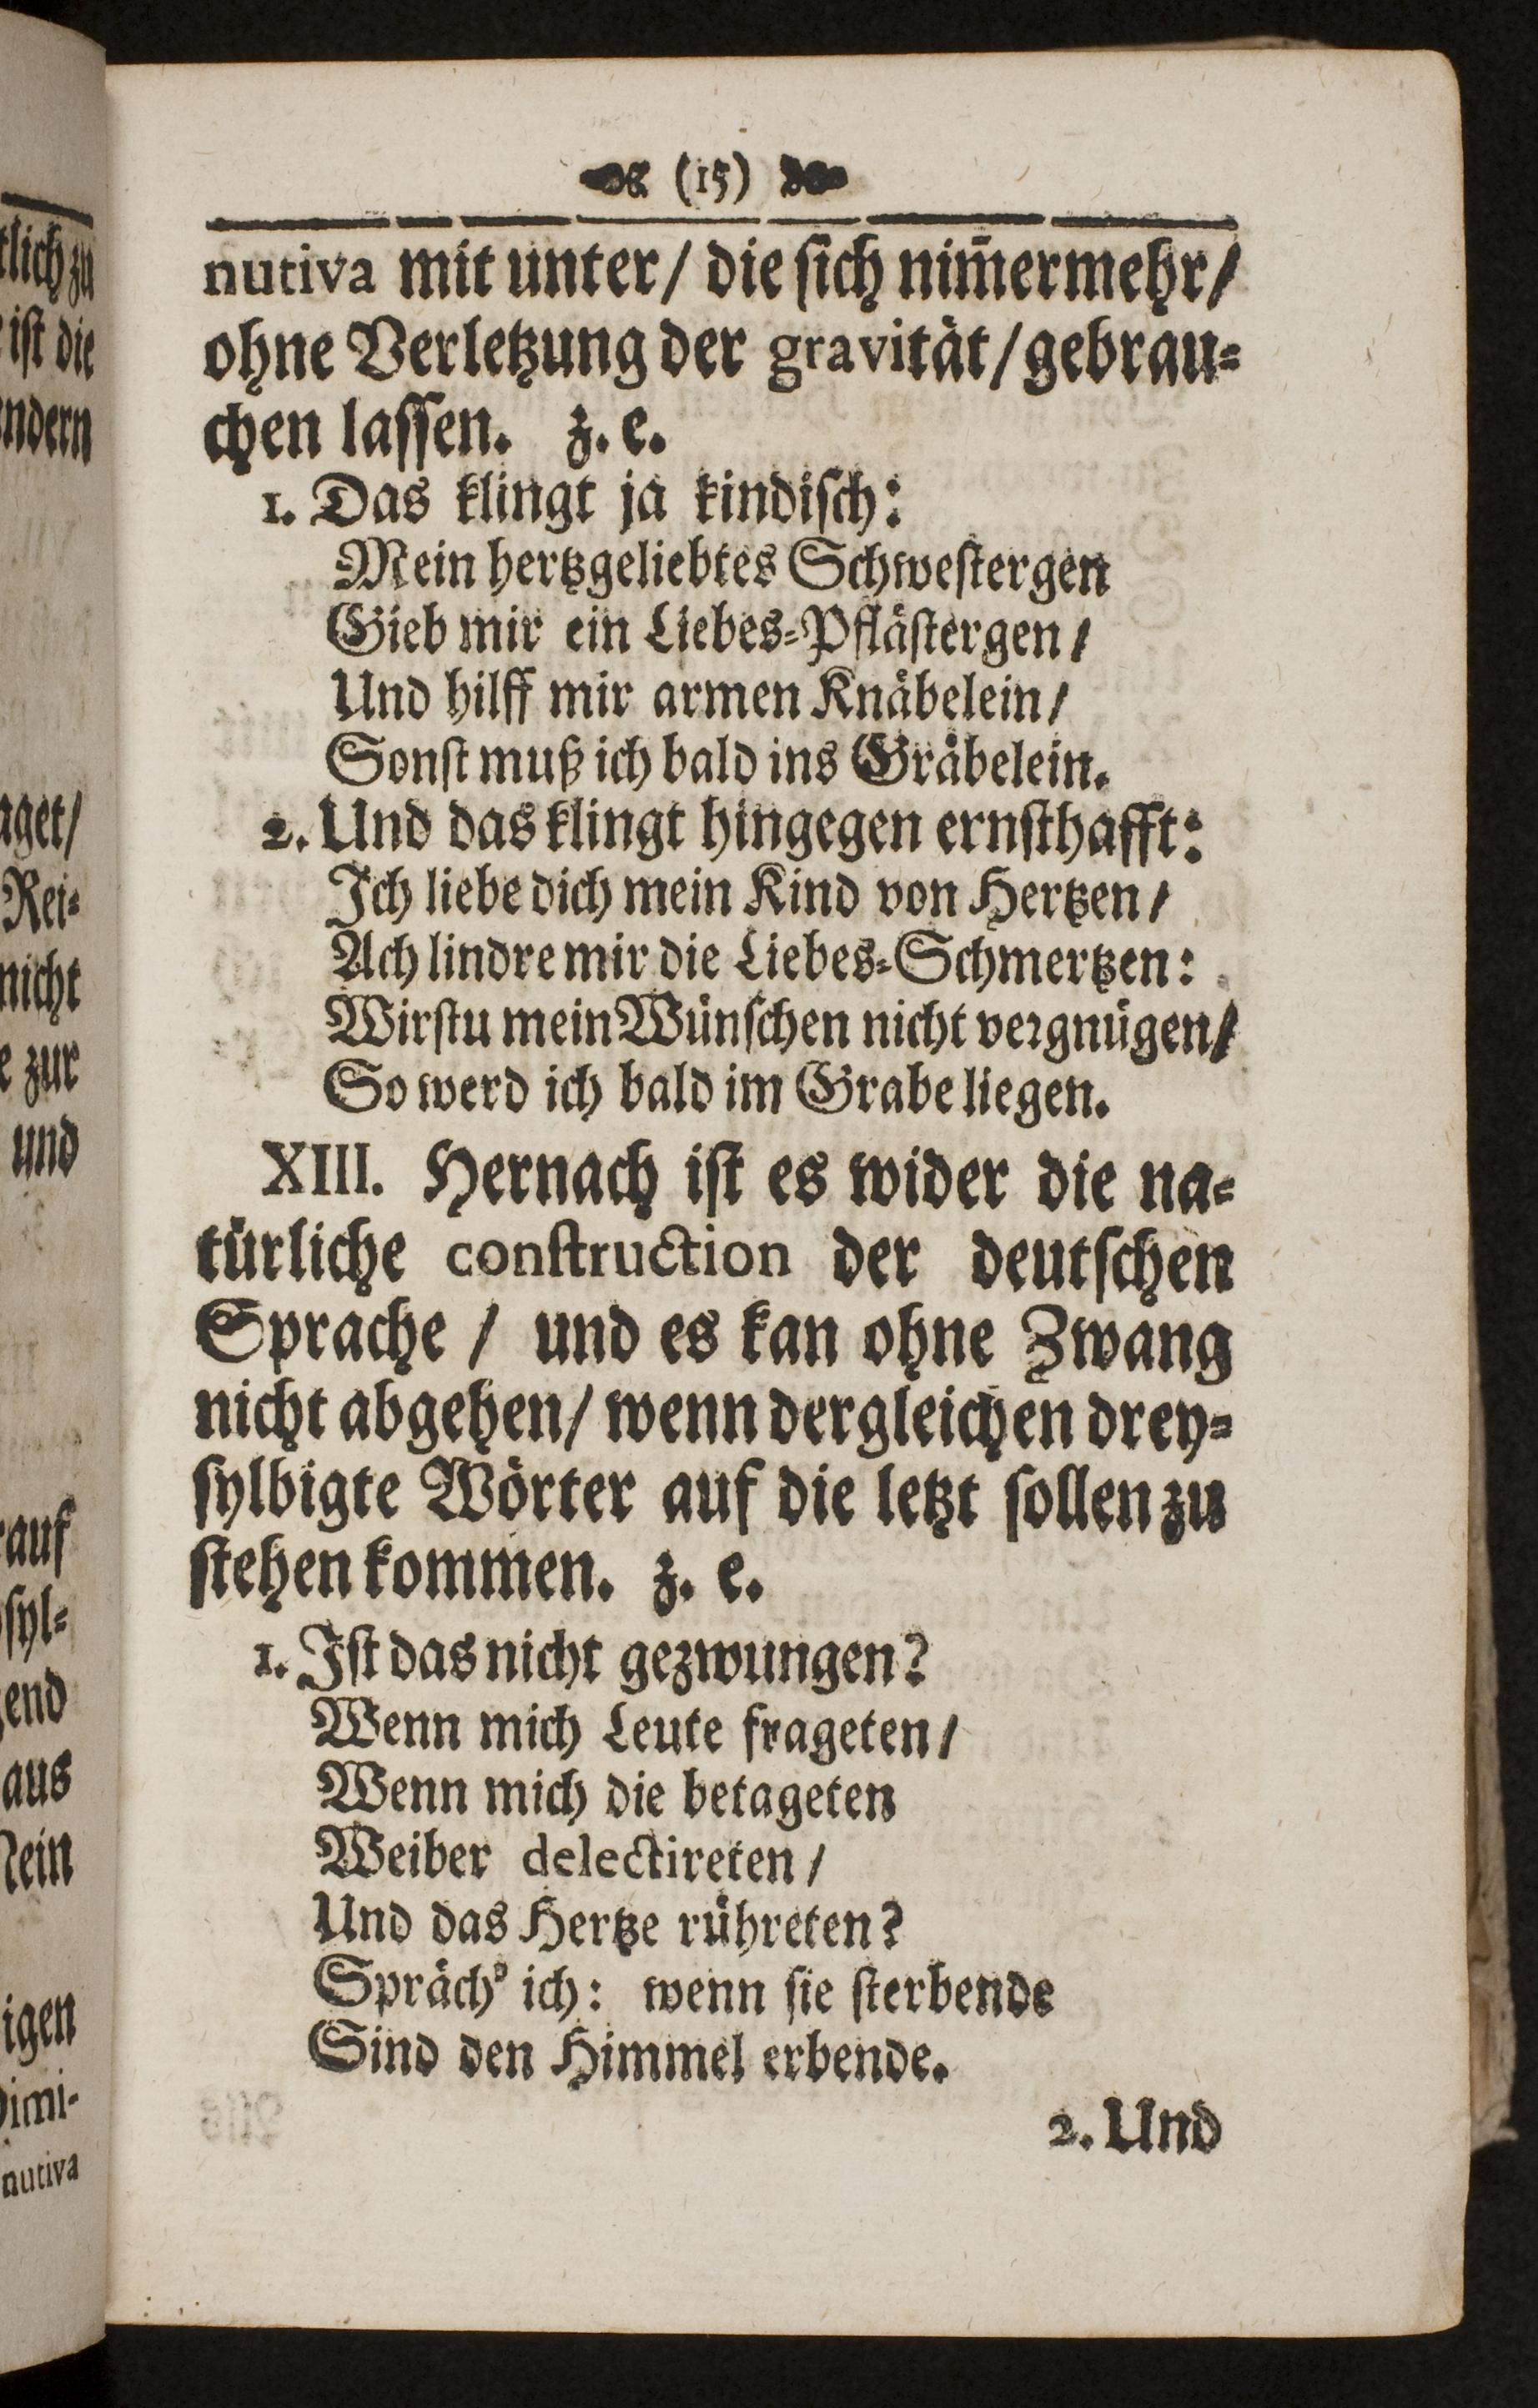 (15)
nutiva mit unter/ die sich nim̃ermehr/
ohne Verletzung der gravität/ gebrau-
chen lassen. z. e.
1. Das klingt ja kindisch:
Mein hertzgeliebtes Schwestergen
Gieb mir ein Liebes-Pflästergen/
Und hilff mir armen Knäbelein/
Sonst muß ich bald ins Gräbelein.
2. Und das klingt hingegen ernsthafft:
Ich liebe dich mein Kind von Hertzen/
Ach lindre mir die Liebes-Schmertzen:
Wirstu mein Wünschen nicht vergnügen/
So werd ich bald im Grabe liegen.
XIII. Hernach ist es wider die na-
türliche construction der deutschen
Sprache / und es kan ohne Zwang
nicht abgehen/ wenn dergleichen drey-
sylbigte Wörter auf die letzt sollen zu
stehen kommen. z. e.
1. Ist das nicht gezwungen?
Wenn mich Leute frageten/
Wenn mich die betageten
Weiber delectireten/
Und das Hertze rühreten?
Spräch' ich: wenn sie sterbende
Sind den Himmel erbende.
2. Und